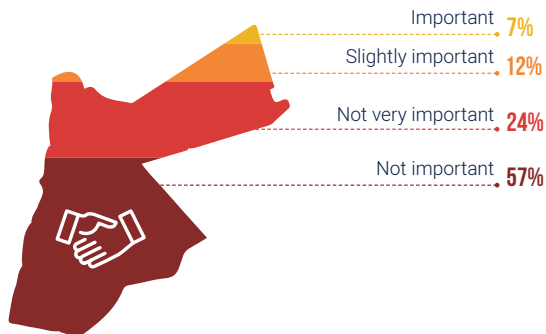 Important 7%
Slightly important 12%
Not very important 24%
Not important 57%